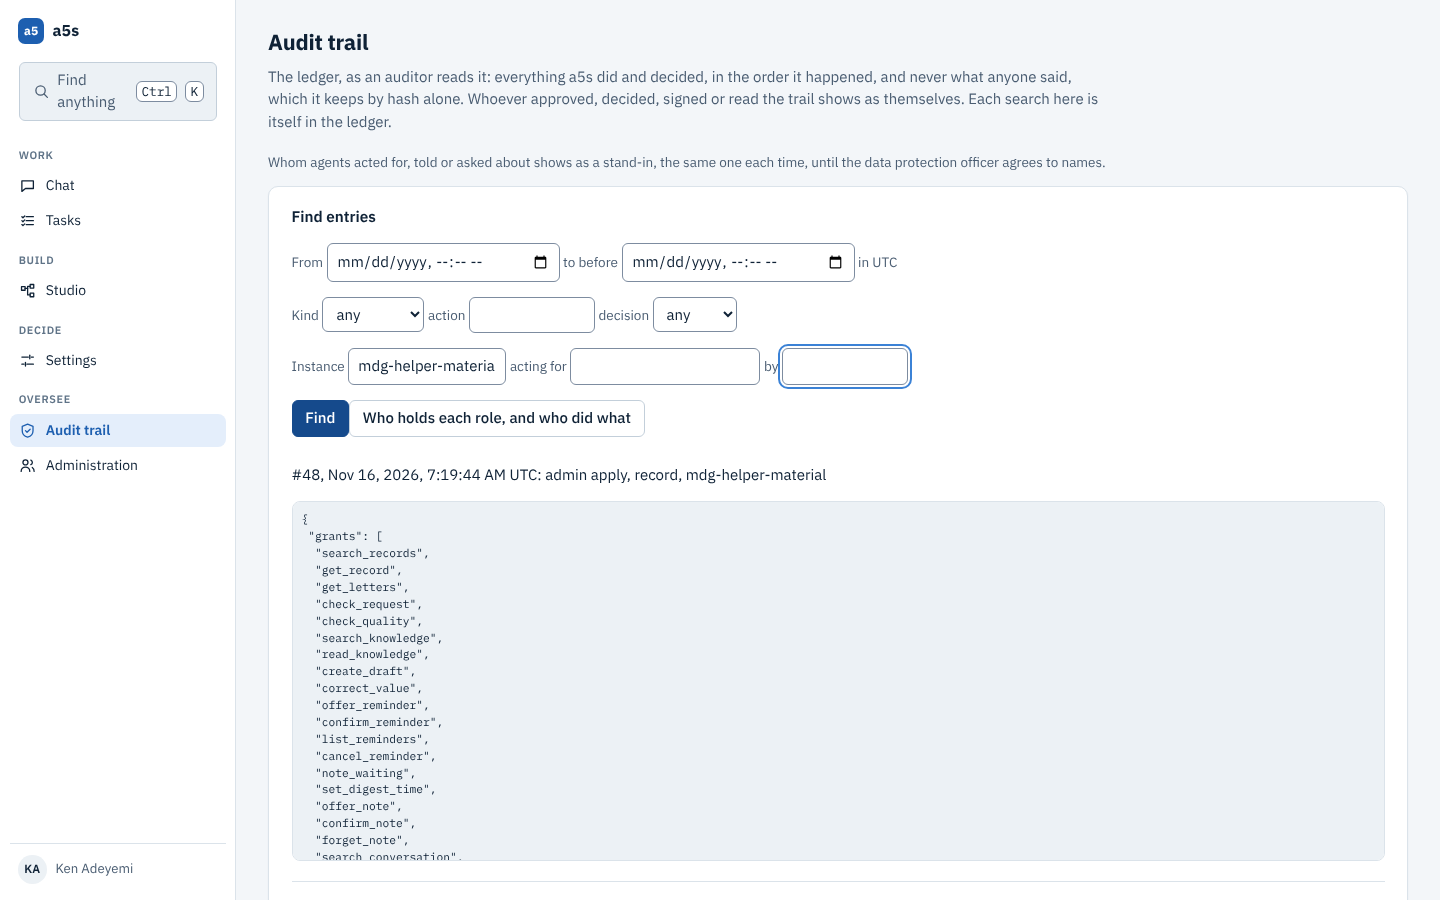 a5 a5s
Find anything Ctrl K
WORK
Chat
Tasks
BUILD
Studio
DECIDE
Settings
OVERSEE
Audit trail
Administration
KA Ken Adeyemi
Audit trail
The ledger, as an auditor reads it: everything a5s did and decided, in the order it happened, and never what anyone said,
which it keeps by hash alone. Whoever approved, decided, signed or read the trail shows as themselves. Each search here is
itself in the ledger.
Whom agents acted for, told or asked about shows as a stand-in, the same one each time, until the data protection officer agrees to names.
Find entries
From mm/dd/yyyy, --:-- -- to before mm/dd/yyyy, --:-- -- in UTC
Kind any action decision any
Instance mdg-helper-materia acting for by
Find Who holds each role, and who did what
#48, Nov 16, 2026, 7:19:44 AM UTC: admin apply, record, mdg-helper-material
{
"grants": [
"search_records",
"get_record",
"get_letters",
"check_request",
"check_quality",
"search_knowledge",
"read_knowledge",
"create_draft",
"correct_value",
"offer_reminder",
"confirm_reminder",
"list_reminders",
"cancel_reminder",
"note_waiting",
"set_digest_time",
"offer_note",
"confirm_note",
"forget_note",
"search_conversation",